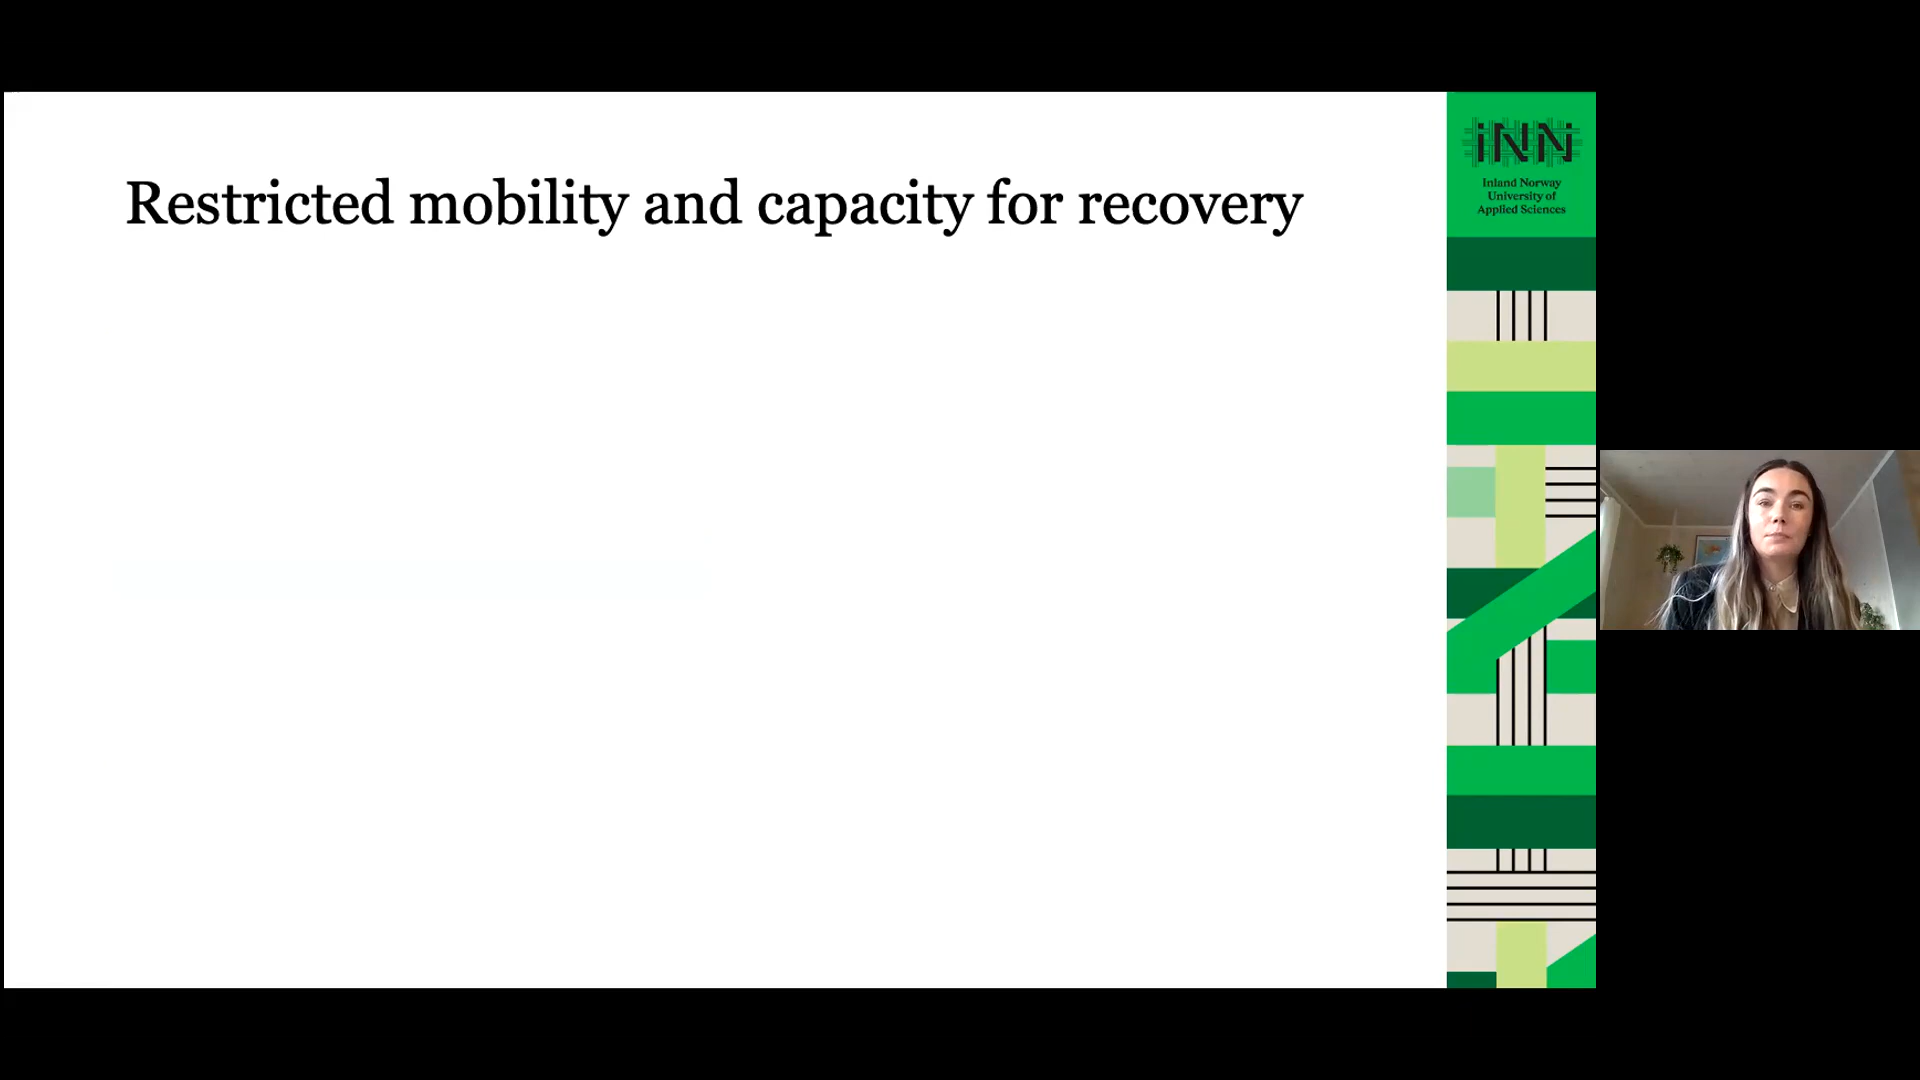 Restricted mobility and capacity for recovery
INN
Inland Norway
University of
Applied Sciences